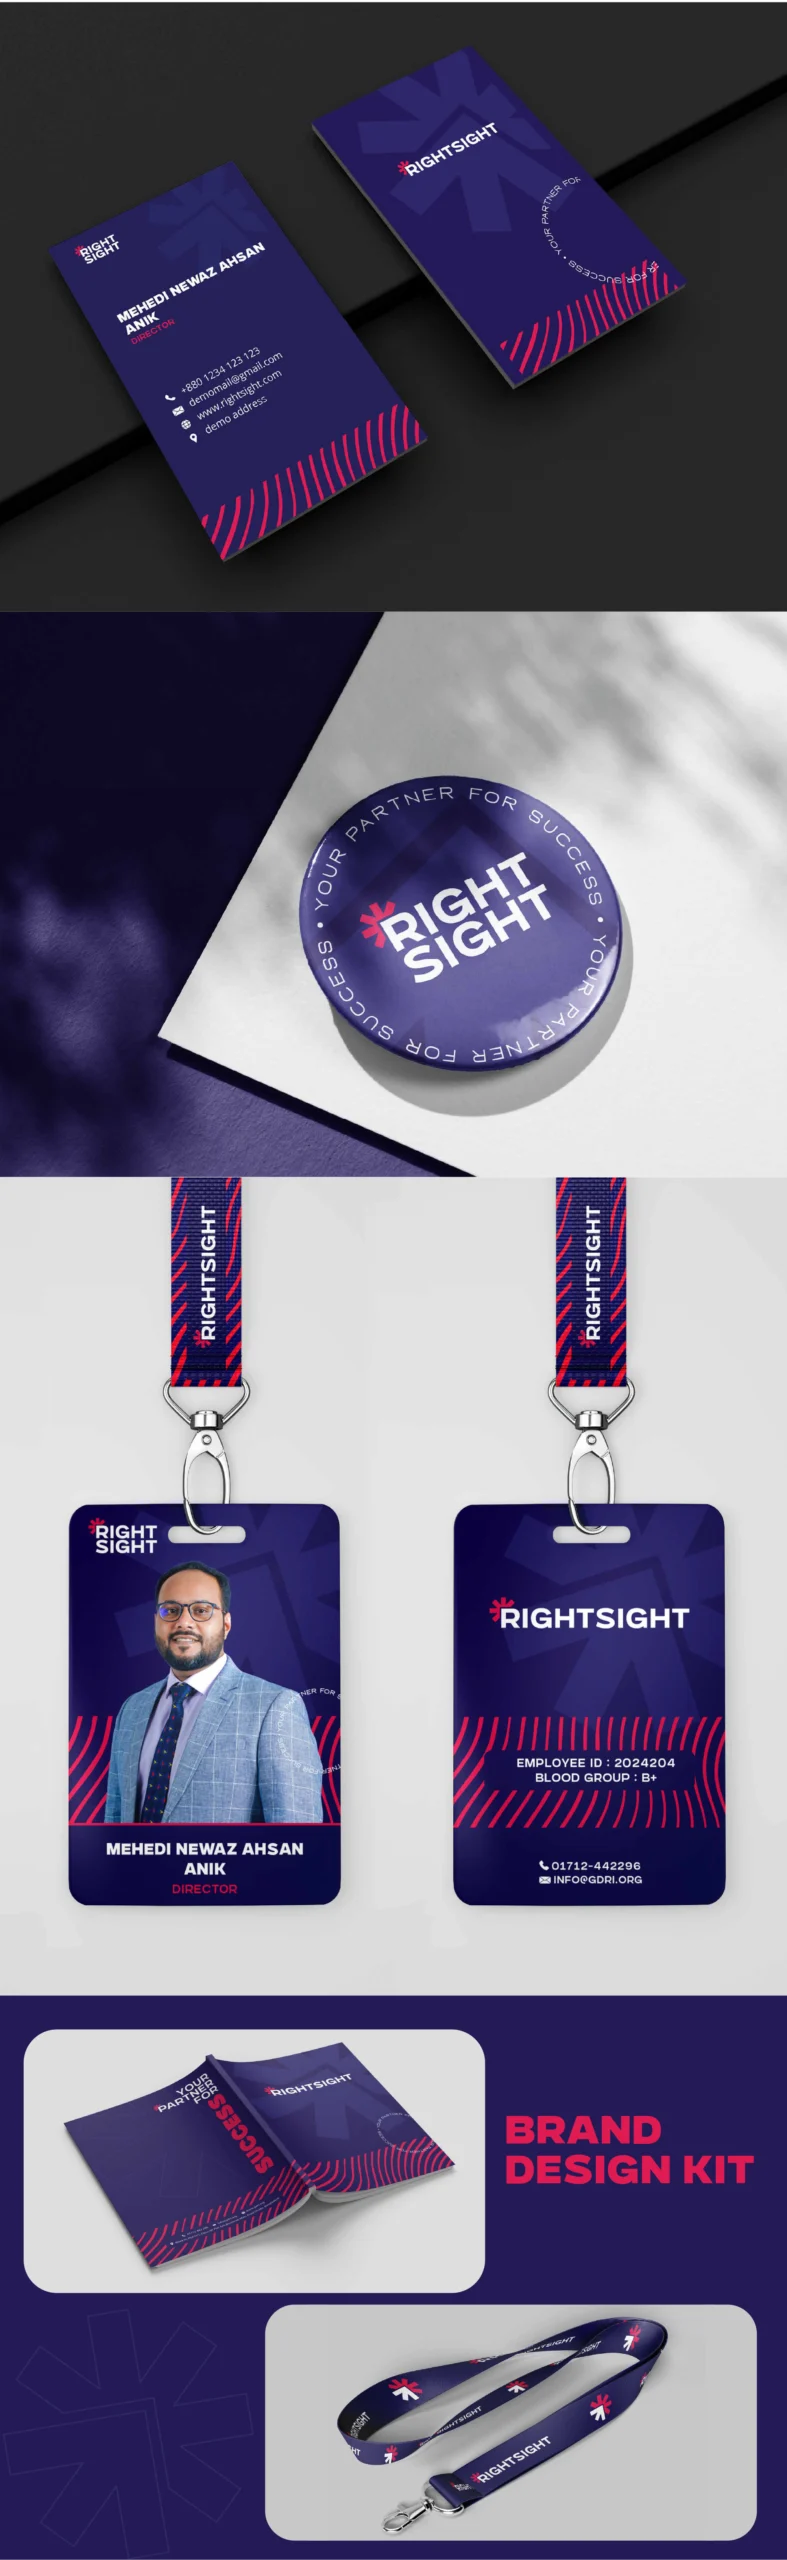 RIGHT
SIGHT
MEHEDI NEWAZ AHSAN
ANIK
DIRECTOR
+880 1234 123 123
demomail@gmail.com
www.rightsight.com
demo address
RIGHTSIGHT
• YOUR PARTNER FOR
SUCCESS
YOUR PARTNER FOR SUCCESS • YOUR PARTNER FOR SUCCESS •
RIGHT
SIGHT
RIGHTSIGHT
RIGHTSIGHT
RIGHT
SIGHT
MEHEDI NEWAZ AHSAN
ANIK
DIRECTOR
RIGHTSIGHT
EMPLOYEE ID : 2024204
BLOOD GROUP : B+
01712-442296
INFO@GDRI.ORG
YOUR
PARTNER
FOR
SUCCESS
RIGHTSIGHT
BRAND
DESIGN KIT
RIGHTSIGHT
RIGHTSIGHT
RIGHTSIGHT